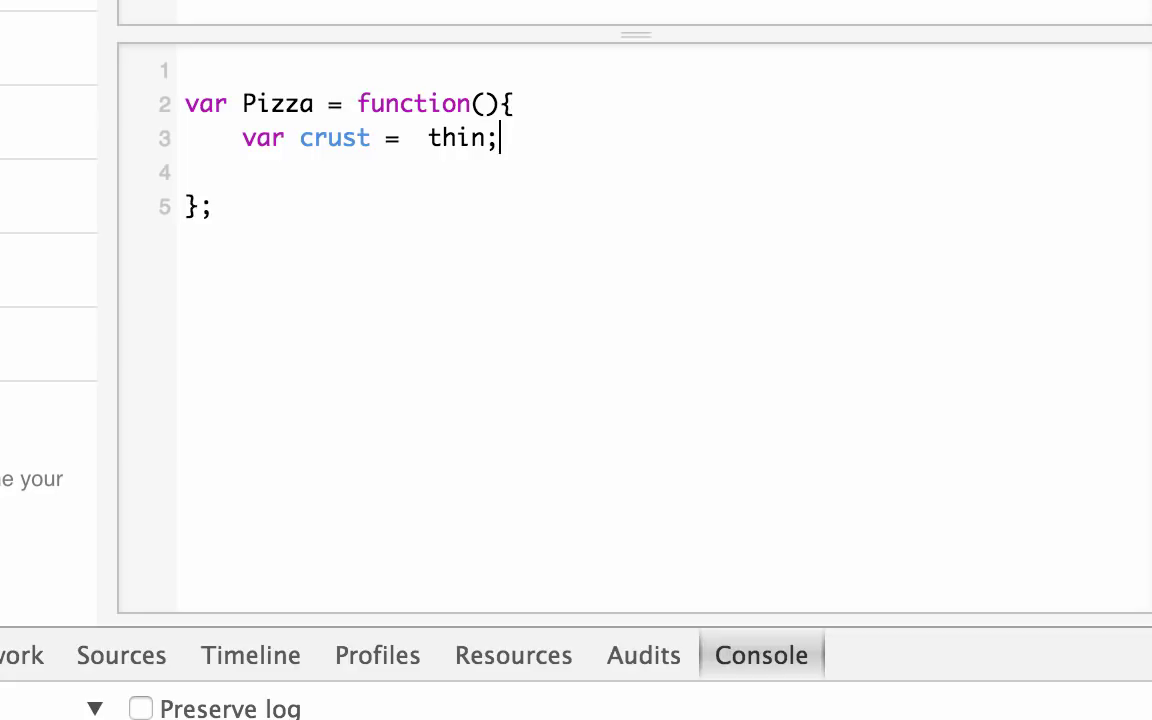 1
2 var Pizza = function(){
3     var crust =  thin;
4
5 };
e your
work Sources Timeline Profiles Resources Audits Console
▼ Preserve log